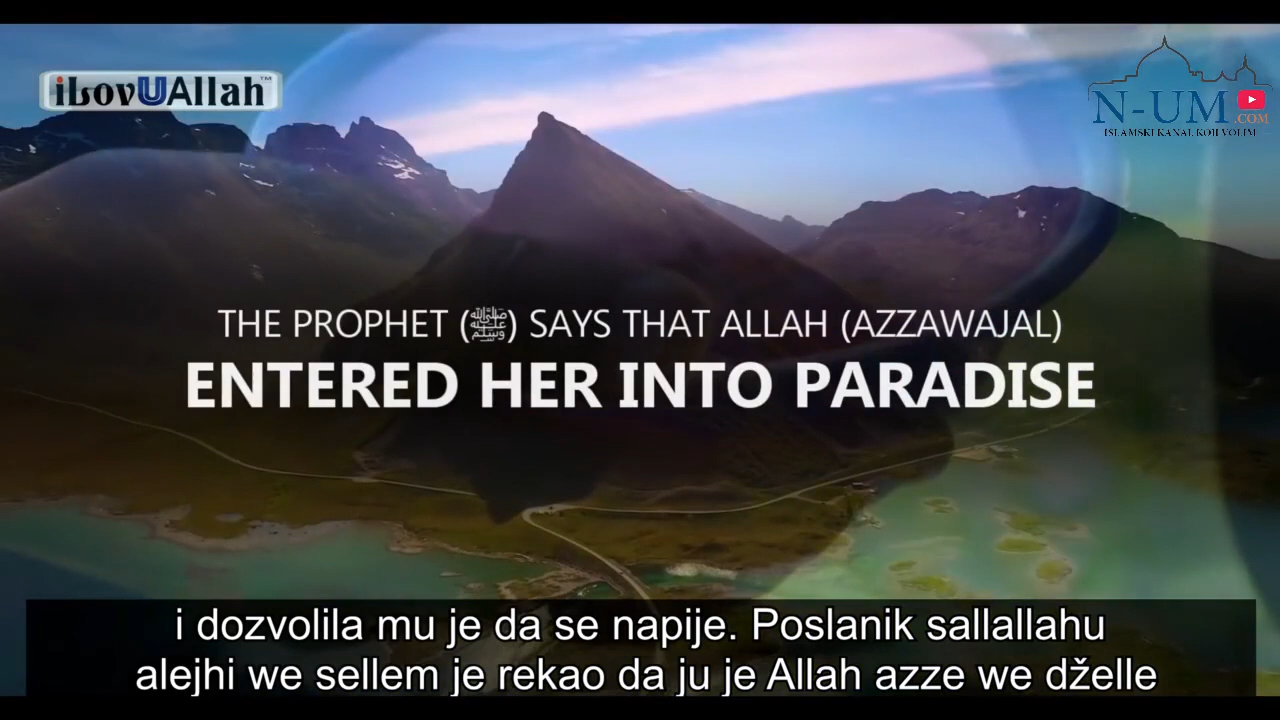 iLovUAllah™
N-UM
.COM
ISLAMSKI KANAL KOJI VOLIM
THE PROPHET (ﷺ) SAYS THAT ALLAH (AZZAWAJAL)
ENTERED HER INTO PARADISE
i dozvolila mu je da se napije. Poslanik sallallahu
alejhi we sellem je rekao da ju je Allah azze we dželle